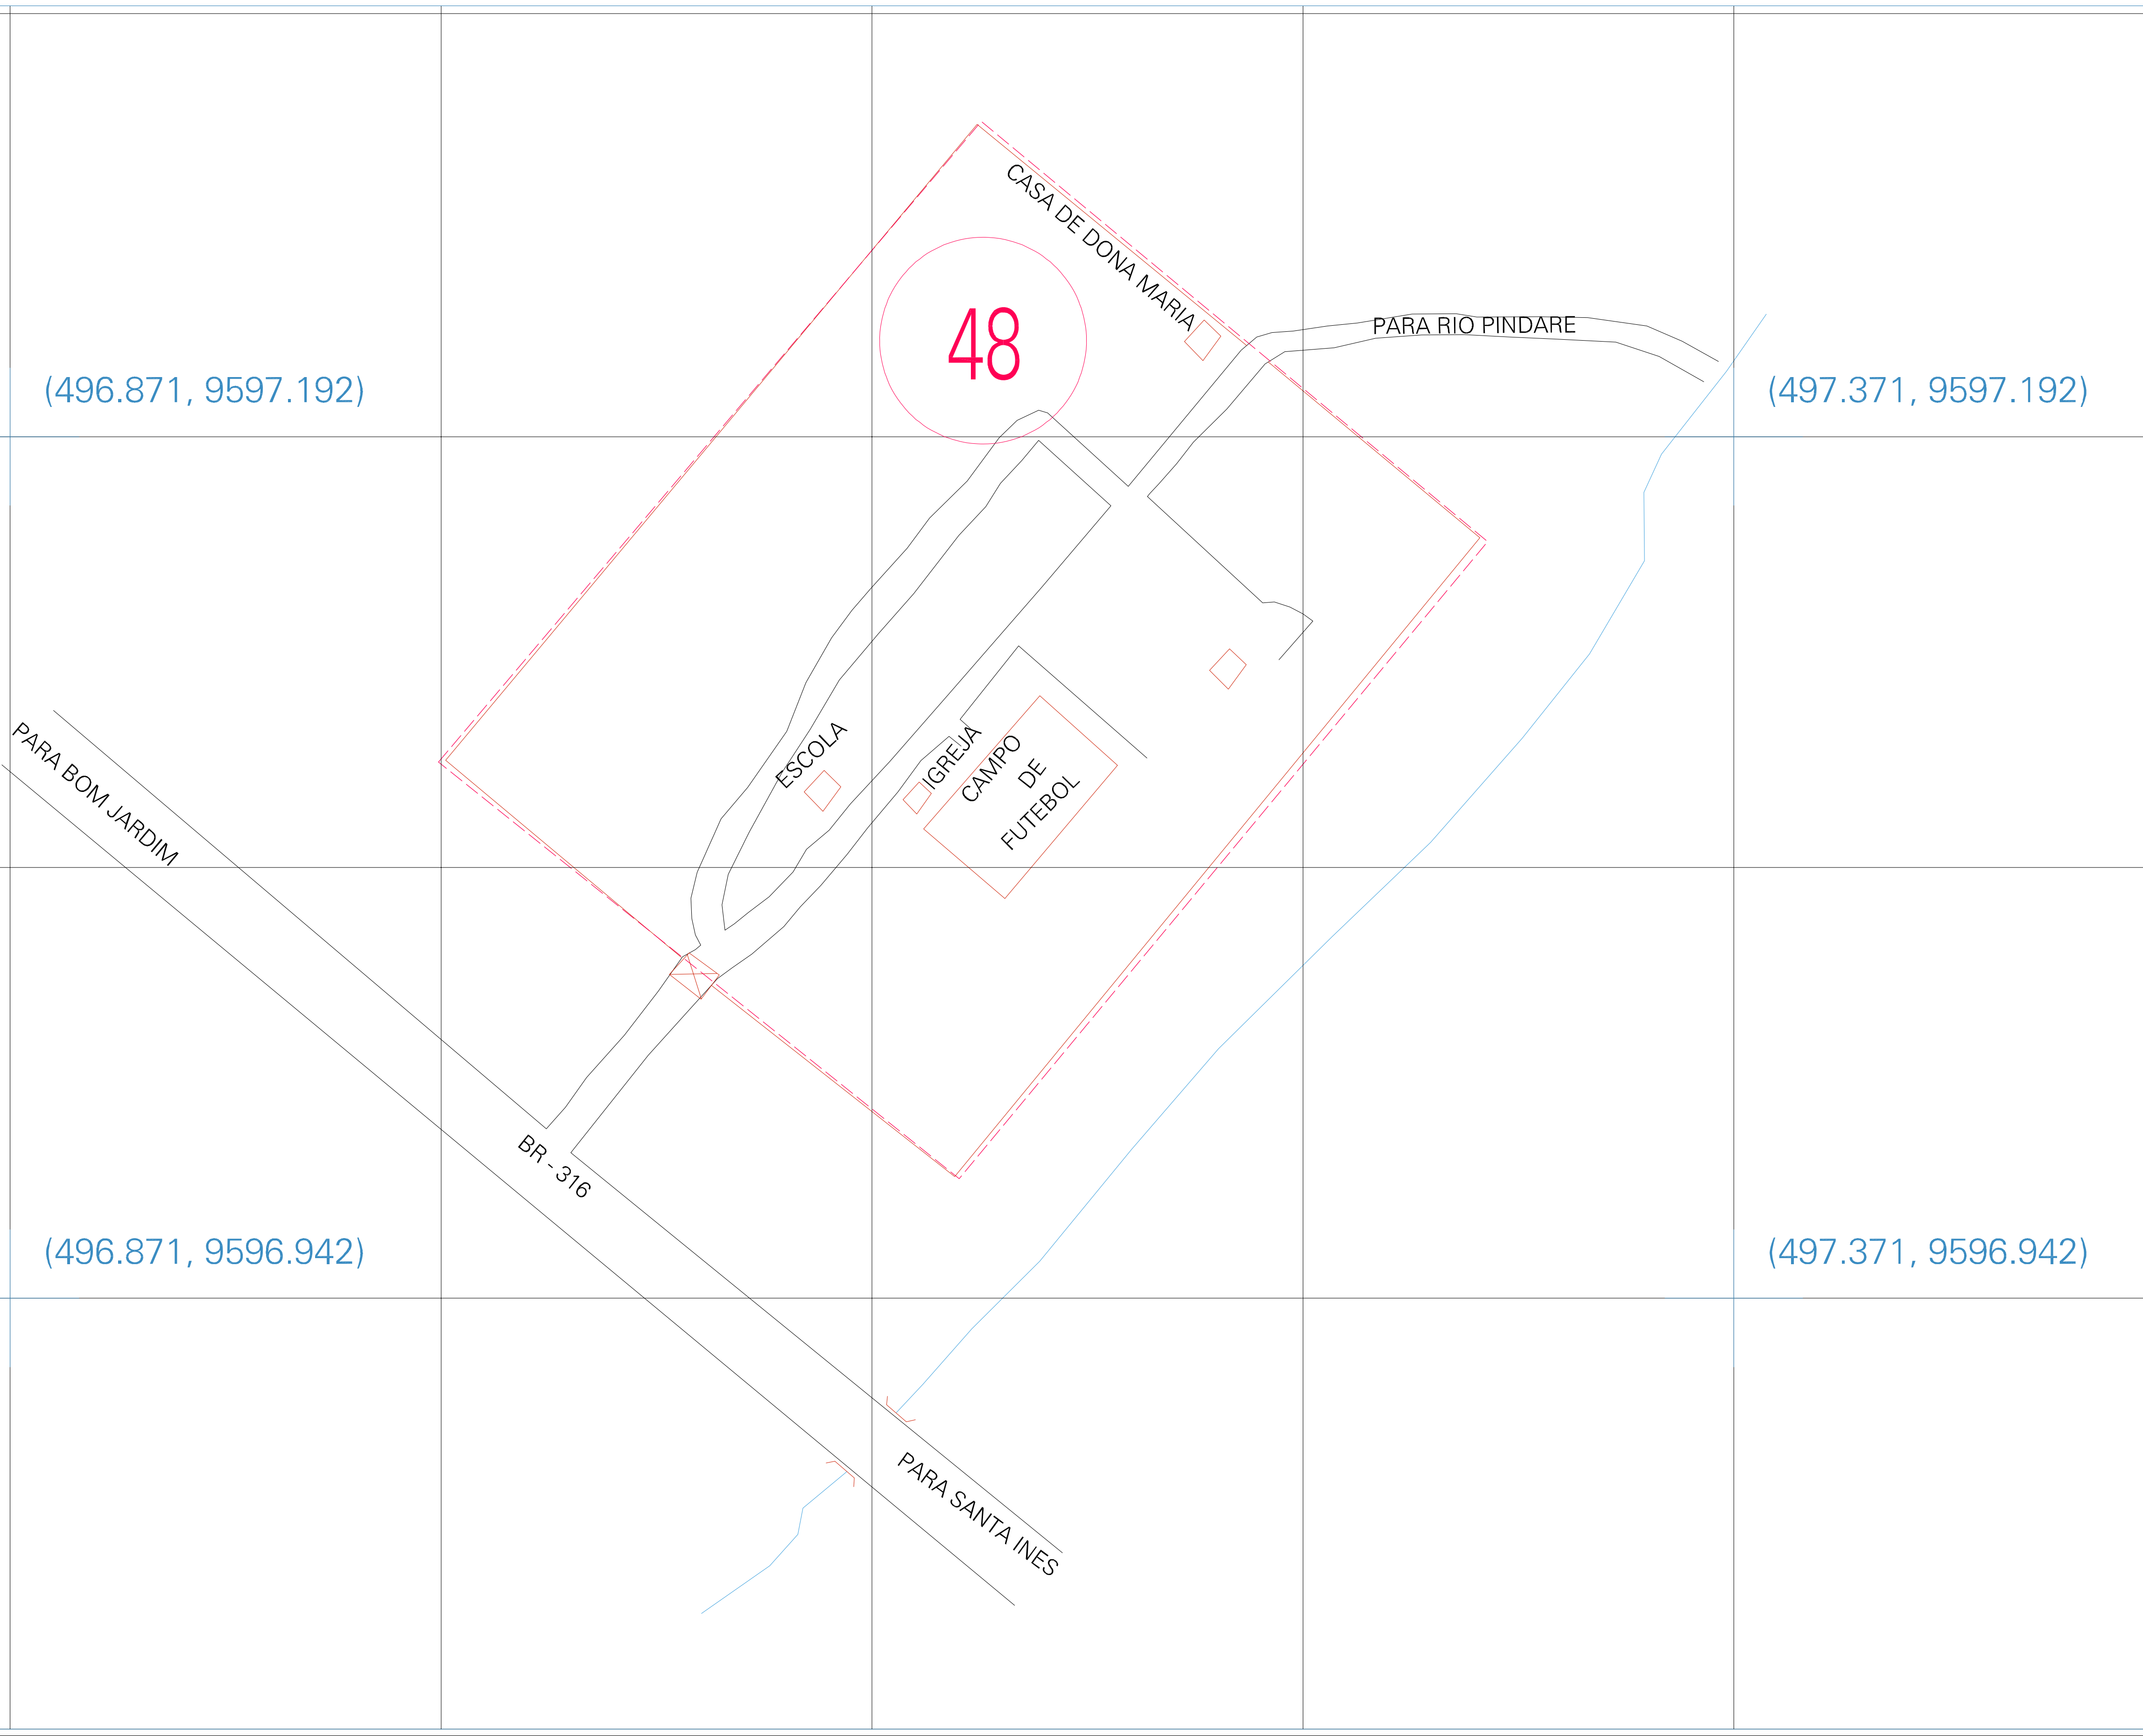 CASA DE DONA MARIA
48
PARA RIO PINDARE
(496.871, 9597.192)
(497.371, 9597.192)
PARA BOM JARDIM
ESCOLA
IGREJA
CAMPO
DE
FUTEBOL
BR - 316
(496.871, 9596.942)
(497.371, 9596.942)
PARA SANTA INES